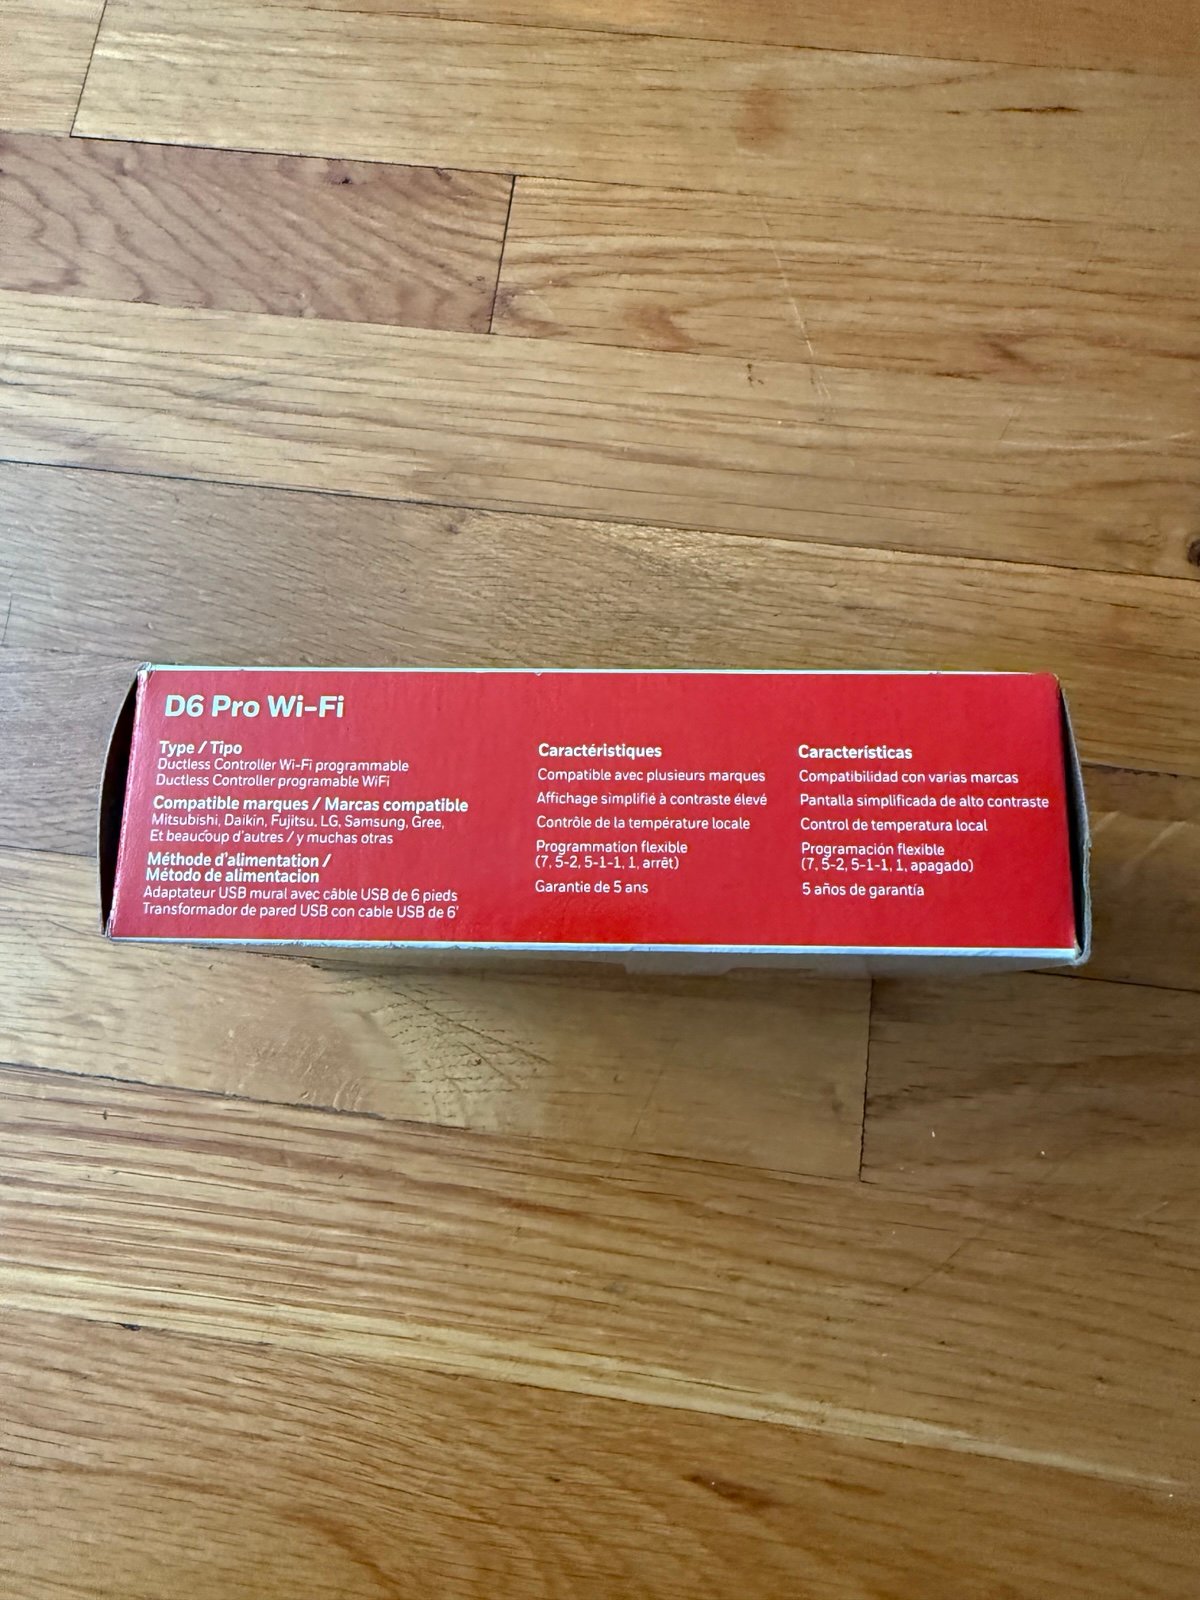 D6 Pro Wi-Fi
Type / Tipo
Ductless Controller Wi-Fi programmable
Ductless Controller programable WiFi
Compatible marques / Marcas compatible
Mitsubishi, Daikin, Fujitsu, LG, Samsung, Gree,
Et beaucoup d'autres / y muchas otras
Méthode d'alimentation /
Método de alimentacion
Adaptateur USB mural avec câble USB de 6 pieds
Transformador de pared USB con cable USB de 6'
Caractéristiques
Compatible avec plusieurs marques
Affichage simplifié à contraste élevé
Contrôle de la température locale
Programmation flexible
(7, 5-2, 5-1-1, 1, arrêt)
Garantie de 5 ans
Características
Compatibilidad con varias marcas
Pantalla simplificada de alto contraste
Control de temperatura local
Programación flexible
(7, 5-2, 5-1-1, 1, apagado)
5 años de garantía